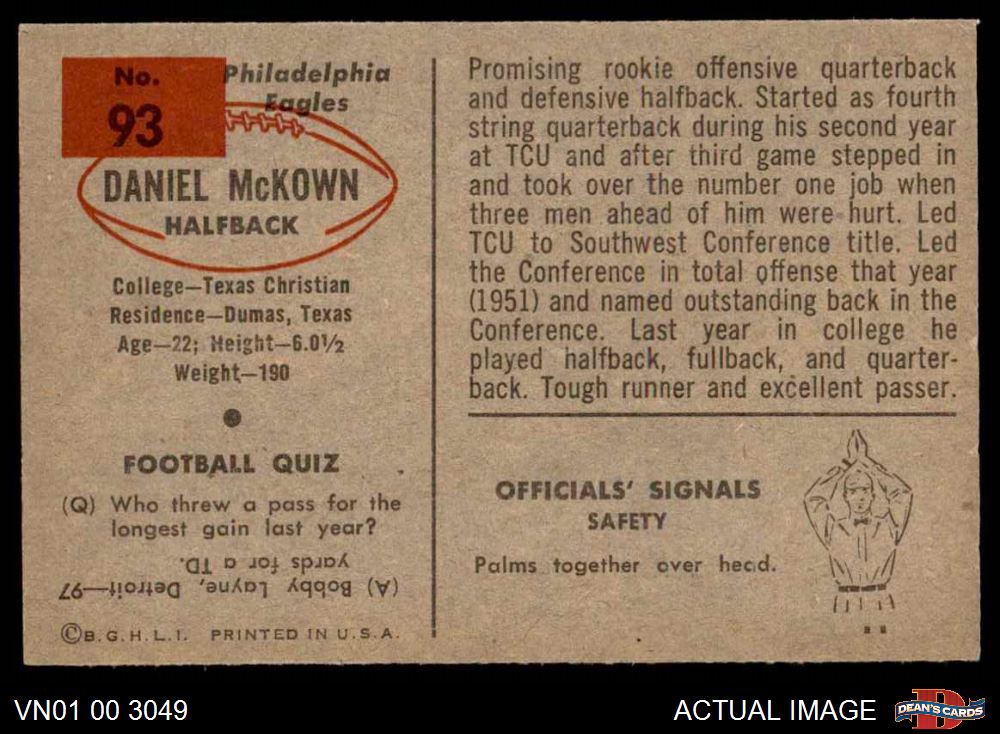 No.
93
Philadelphia
Eagles
DANIEL McKOWN
HALFBACK
College—Texas Christian
Residence—Dumas, Texas
Age—22; Height—6.0½
Weight—190
FOOTBALL QUIZ
(Q) Who threw a pass for the
longest gain last year?
(A) Bobby Layne, Detroit—97
yards for a TD.
©B.G.H.L.I. PRINTED IN U.S.A.
Promising rookie offensive quarterback
and defensive halfback. Started as fourth
string quarterback during his second year
at TCU and after third game stepped in
and took over the number one job when
three men ahead of him were hurt. Led
TCU to Southwest Conference title. Led
the Conference in total offense that year
(1951) and named outstanding back in the
Conference. Last year in college he
played halfback, fullback, and quarter-
back. Tough runner and excellent passer.
OFFICIALS' SIGNALS
SAFETY
Palms together over head.
VN01 00 3049
ACTUAL IMAGE
DEAN'S CARDS